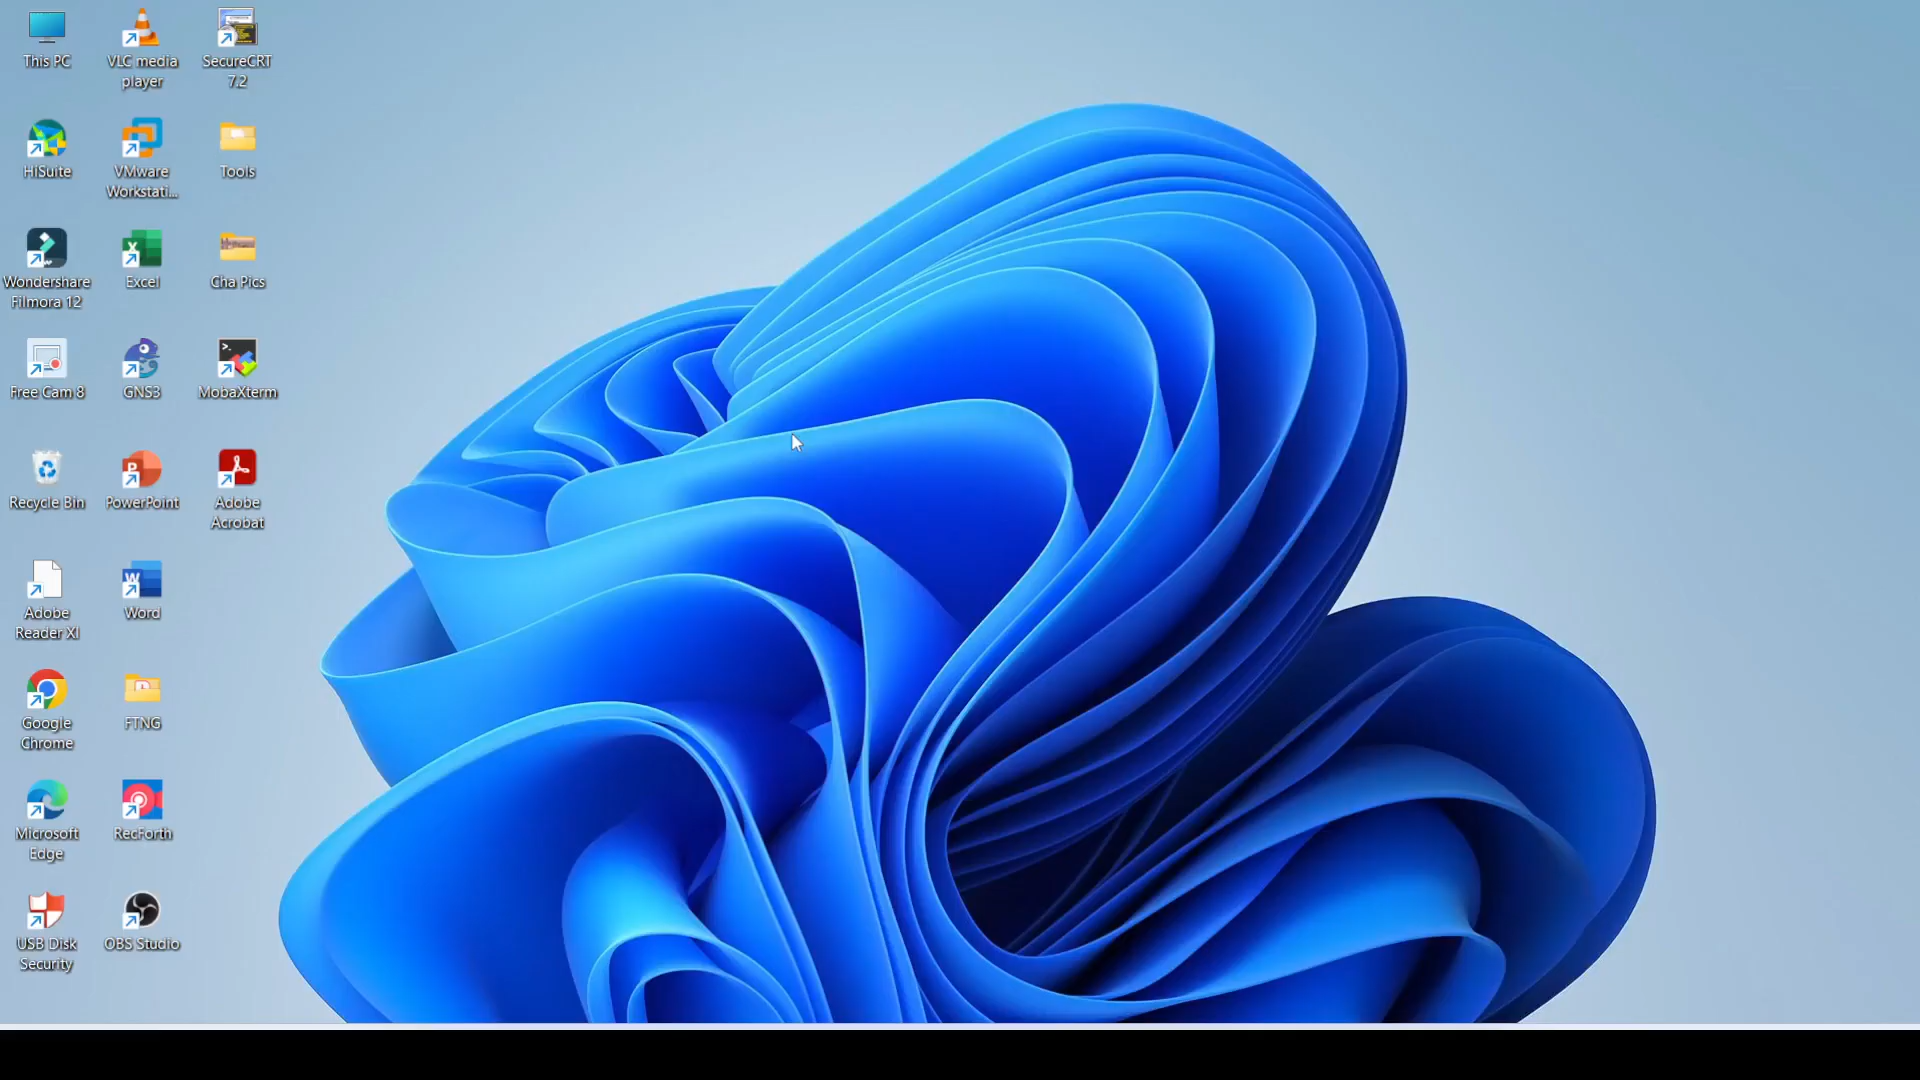 This PC
VLC media
player
SecureCRT
7.2
HiSuite
VMware
Workstati...
Tools
Wondershare
Filmora 12
Excel
Cha Pics
Free Cam 8
GNS3
MobaXterm
Recycle Bin
PowerPoint
Adobe
Acrobat
Adobe
Reader XI
Word
Google
Chrome
FTNG
Microsoft
Edge
RecForth
USB Disk
Security
OBS Studio